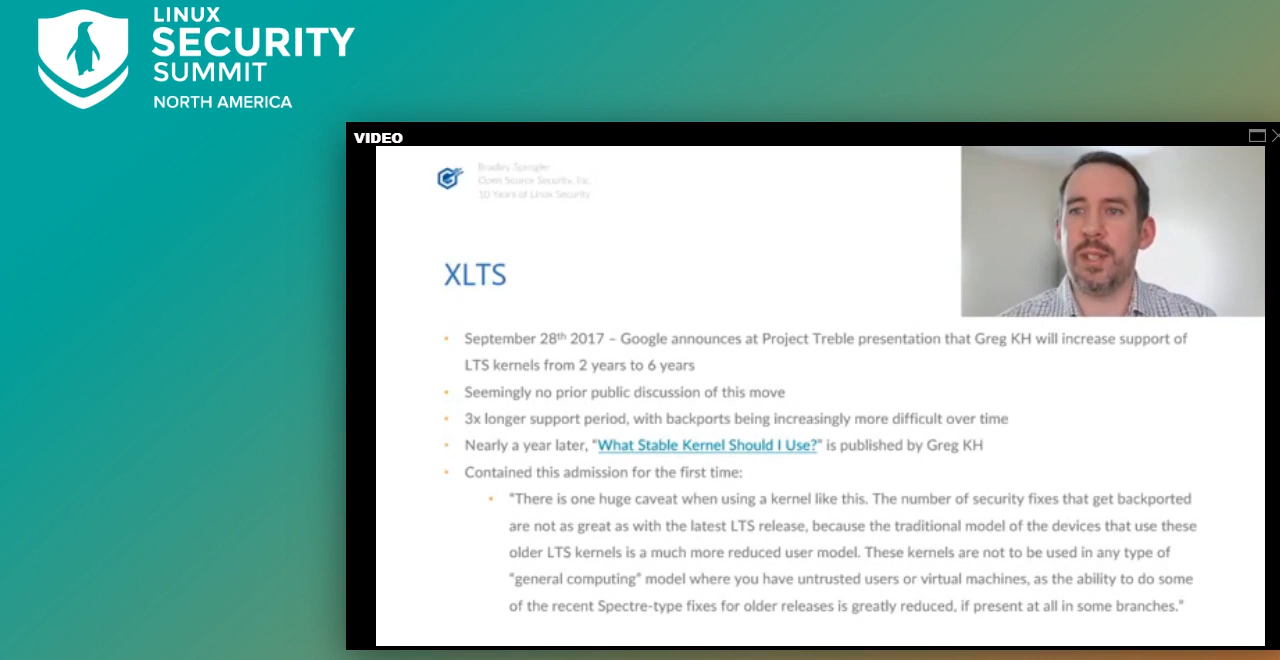 LINUX
SECURITY
SUMMIT
NORTH AMERICA
VIDEO
Bradley Spengler
Open Source Security, Inc.
10 Years of Linux Security
XLTS
• September 28th 2017 – Google announces at Project Treble presentation that Greg KH will increase support of
LTS kernels from 2 years to 6 years
• Seemingly no prior public discussion of this move
• 3x longer support period, with backports being increasingly more difficult over time
• Nearly a year later, “What Stable Kernel Should I Use?” is published by Greg KH
• Contained this admission for the first time:
• “There is one huge caveat when using a kernel like this. The number of security fixes that get backported
are not as great as with the latest LTS release, because the traditional model of the devices that use these
older LTS kernels is a much more reduced user model. These kernels are not to be used in any type of
“general computing” model where you have untrusted users or virtual machines, as the ability to do some
of the recent Spectre-type fixes for older releases is greatly reduced, if present at all in some branches.”